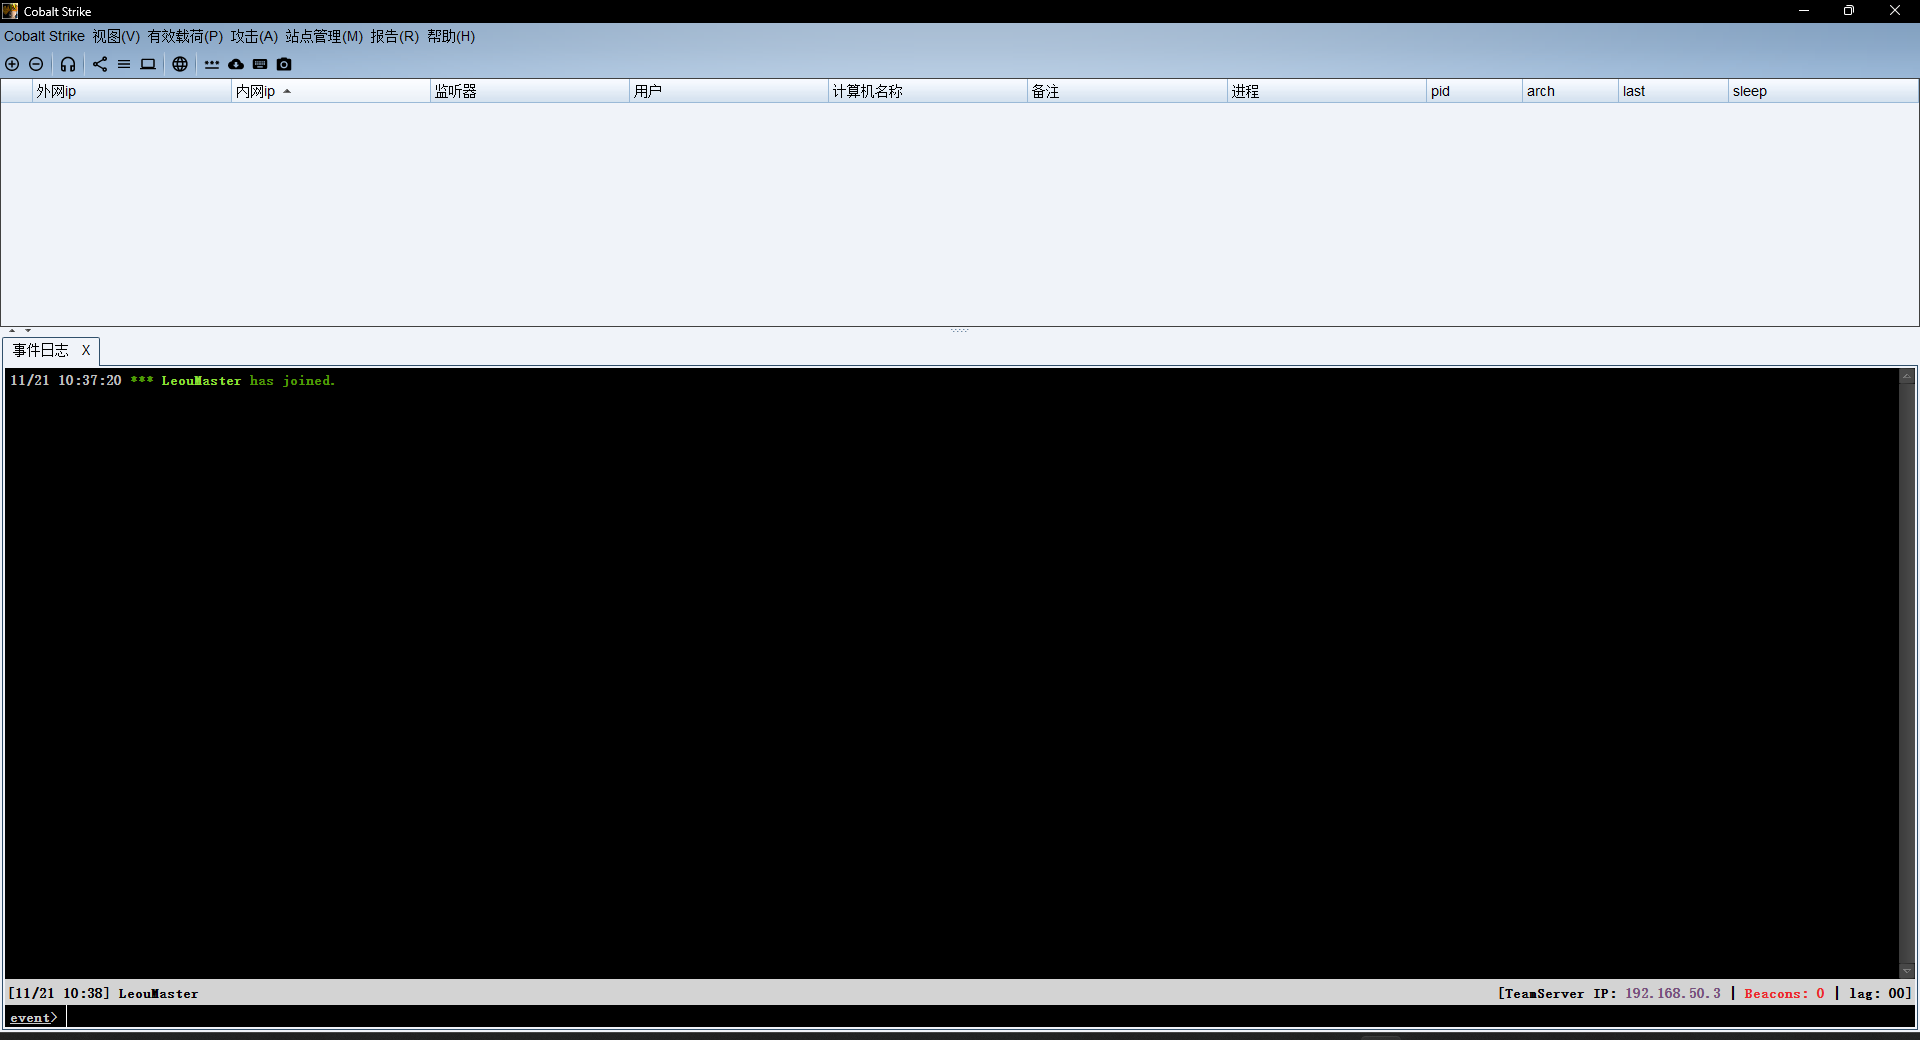 Cobalt Strike
Cobalt Strike 视图(V) 有效载荷(P) 攻击(A) 站点管理(M) 报告(R) 帮助(H)
外网ip 内网ip 监听器 用户 计算机名称 备注 进程 pid arch last sleep
事件日志 X
11/21 10:37:20 *** LeouMaster has joined.
[11/21 10:38] LeouMaster [TeamServer IP: 192.168.50.3 | Beacons: 0 | lag: 00]
event>